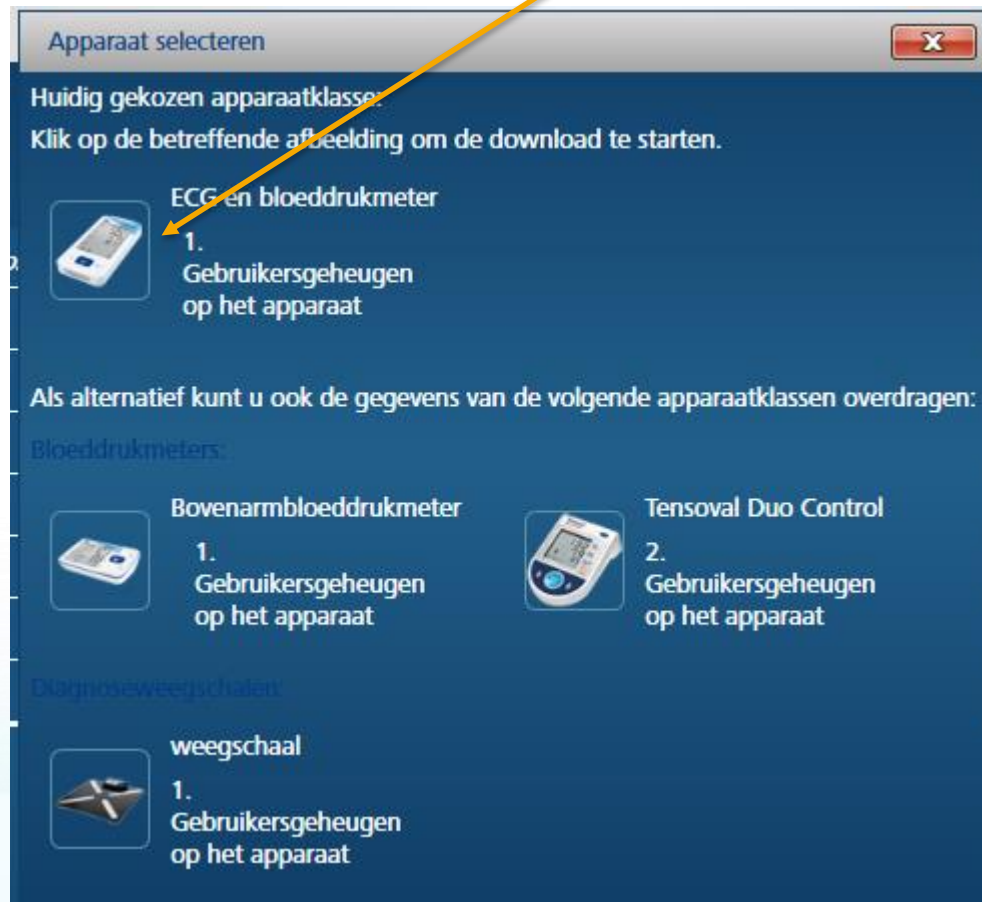 Apparaat selecteren
Huidig gekozen apparaatklasse:
Klik op de betreffende afbeelding om de download te starten.
ECG en bloeddrukmeter
1.
Gebruikersgeheugen
op het apparaat
Als alternatief kunt u ook de gegevens van de volgende apparaatklassen overdragen:
Bloeddrukmeters:
Bovenarmbloeddrukmeter
1.
Gebruikersgeheugen
op het apparaat
Tensoval Duo Control
2.
Gebruikersgeheugen
op het apparaat
Diagnoseweegschalen:
weegschaal
1.
Gebruikersgeheugen
op het apparaat